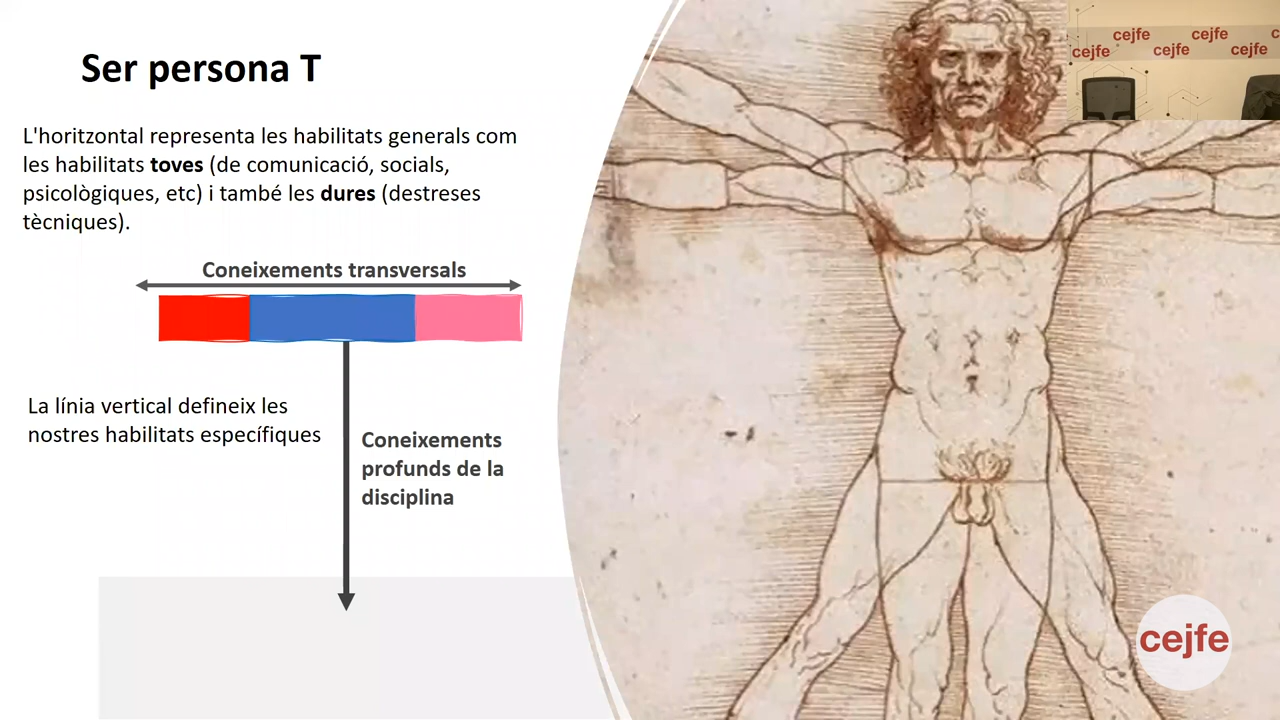 Ser persona T
L'horitzontal representa les habilitats generals com
les habilitats toves (de comunicació, socials,
psicològiques, etc) i també les dures (destreses
tècniques).
Coneixements transversals
La línia vertical defineix les
nostres habilitats específiques
Coneixements
profunds de la
disciplina
cejfe
cejfe
cejfe
cejfe
cejfe
c
cejfe